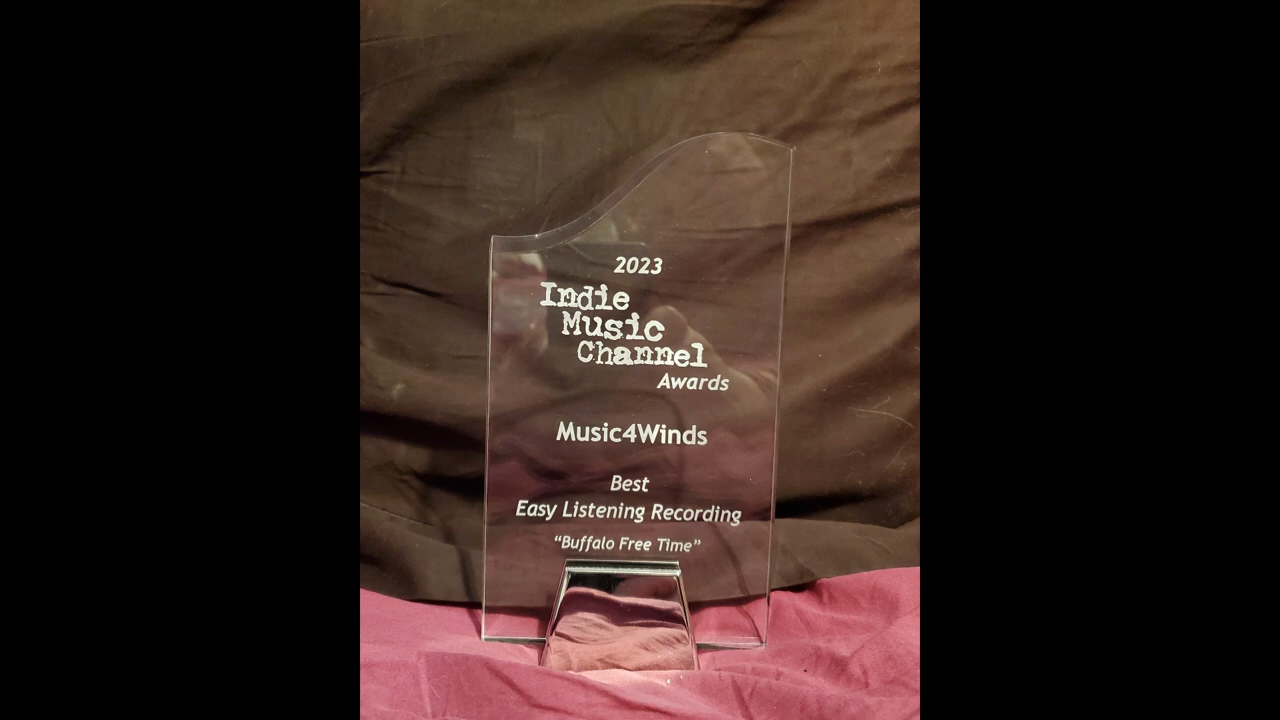 2023
Indie
Music
Channel
Awards
Music4Winds
Best
Easy Listening Recording
“Buffalo Free Time”